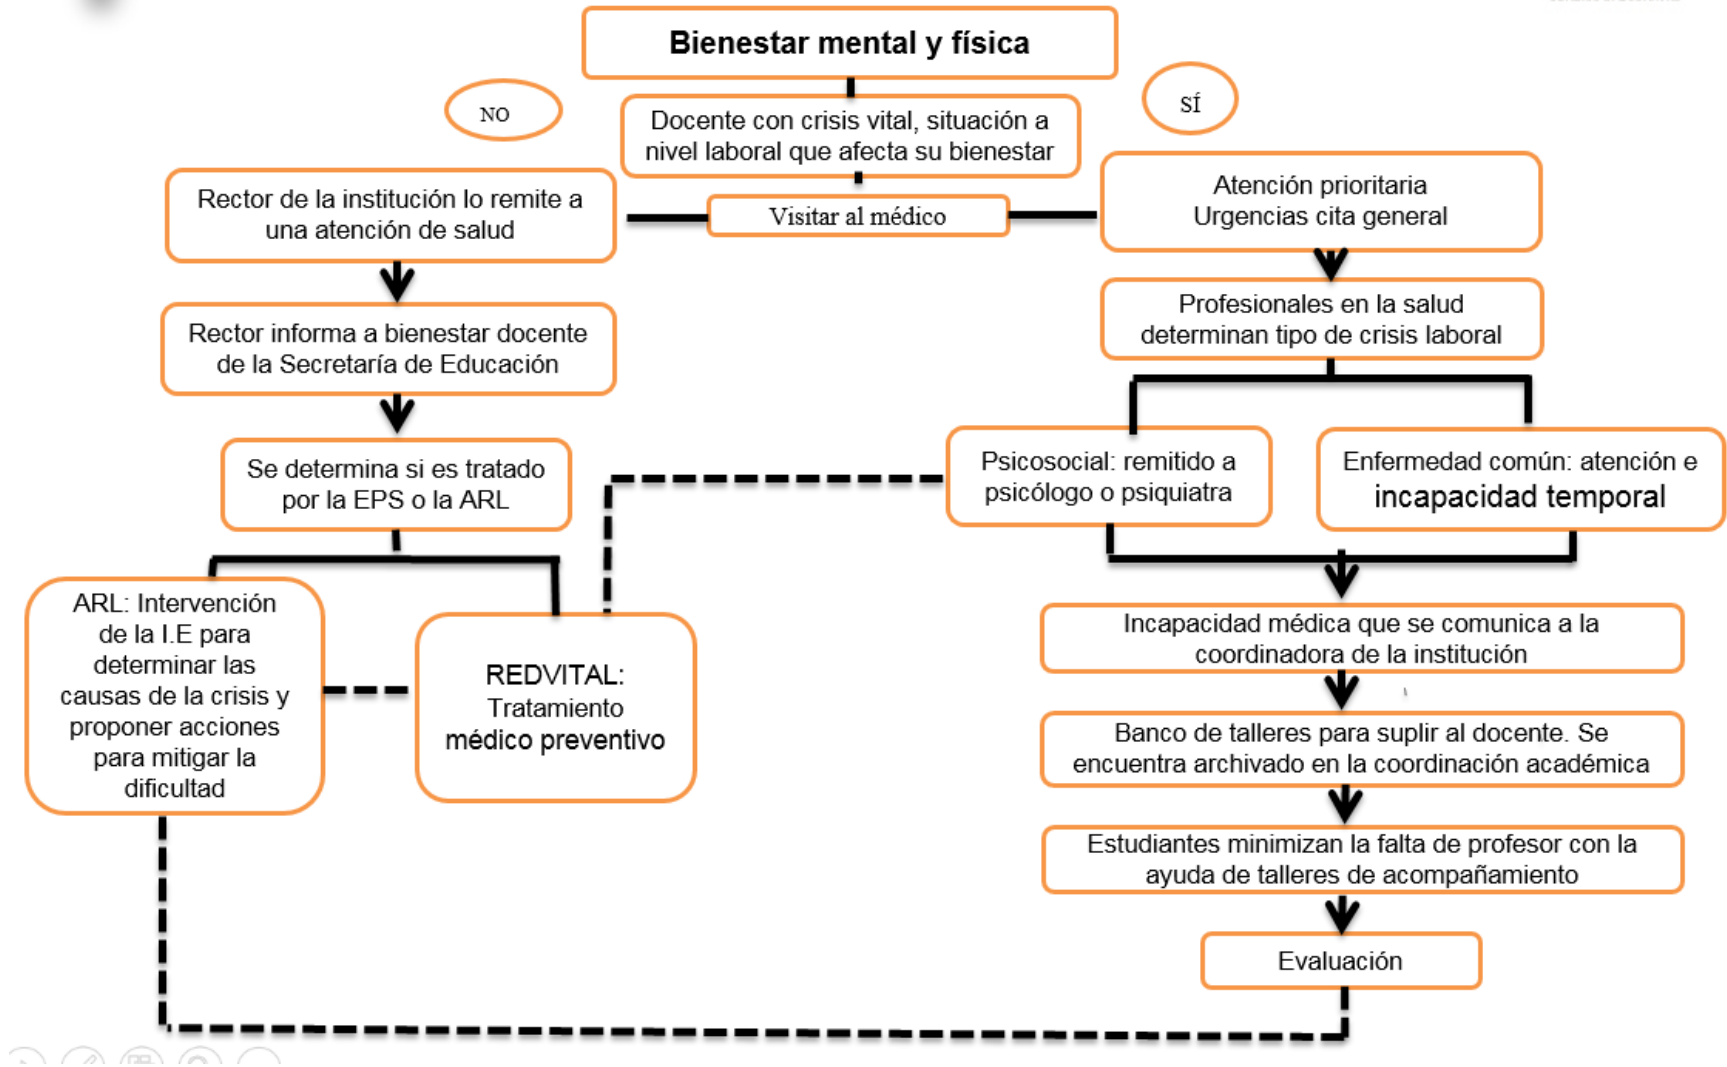 Bienestar mental y física
NO
SÍ
Docente con crisis vital, situación a
nivel laboral que afecta su bienestar
Visitar al médico
Rector de la institución lo remite a
una atención de salud
Rector informa a bienestar docente
de la Secretaría de Educación
Se determina si es tratado
por la EPS o la ARL
ARL: Intervención
de la I.E para
determinar las
causas de la crisis y
proponer acciones
para mitigar la
dificultad
REDVITAL:
Tratamiento
médico preventivo
Atención prioritaria
Urgencias cita general
Profesionales en la salud
determinan tipo de crisis laboral
Psicosocial: remitido a
psicólogo o psiquiatra
Enfermedad común: atención e
incapacidad temporal
Incapacidad médica que se comunica a la
coordinadora de la institución
Banco de talleres para suplir al docente. Se
encuentra archivado en la coordinación académica
Estudiantes minimizan la falta de profesor con la
ayuda de talleres de acompañamiento
Evaluación